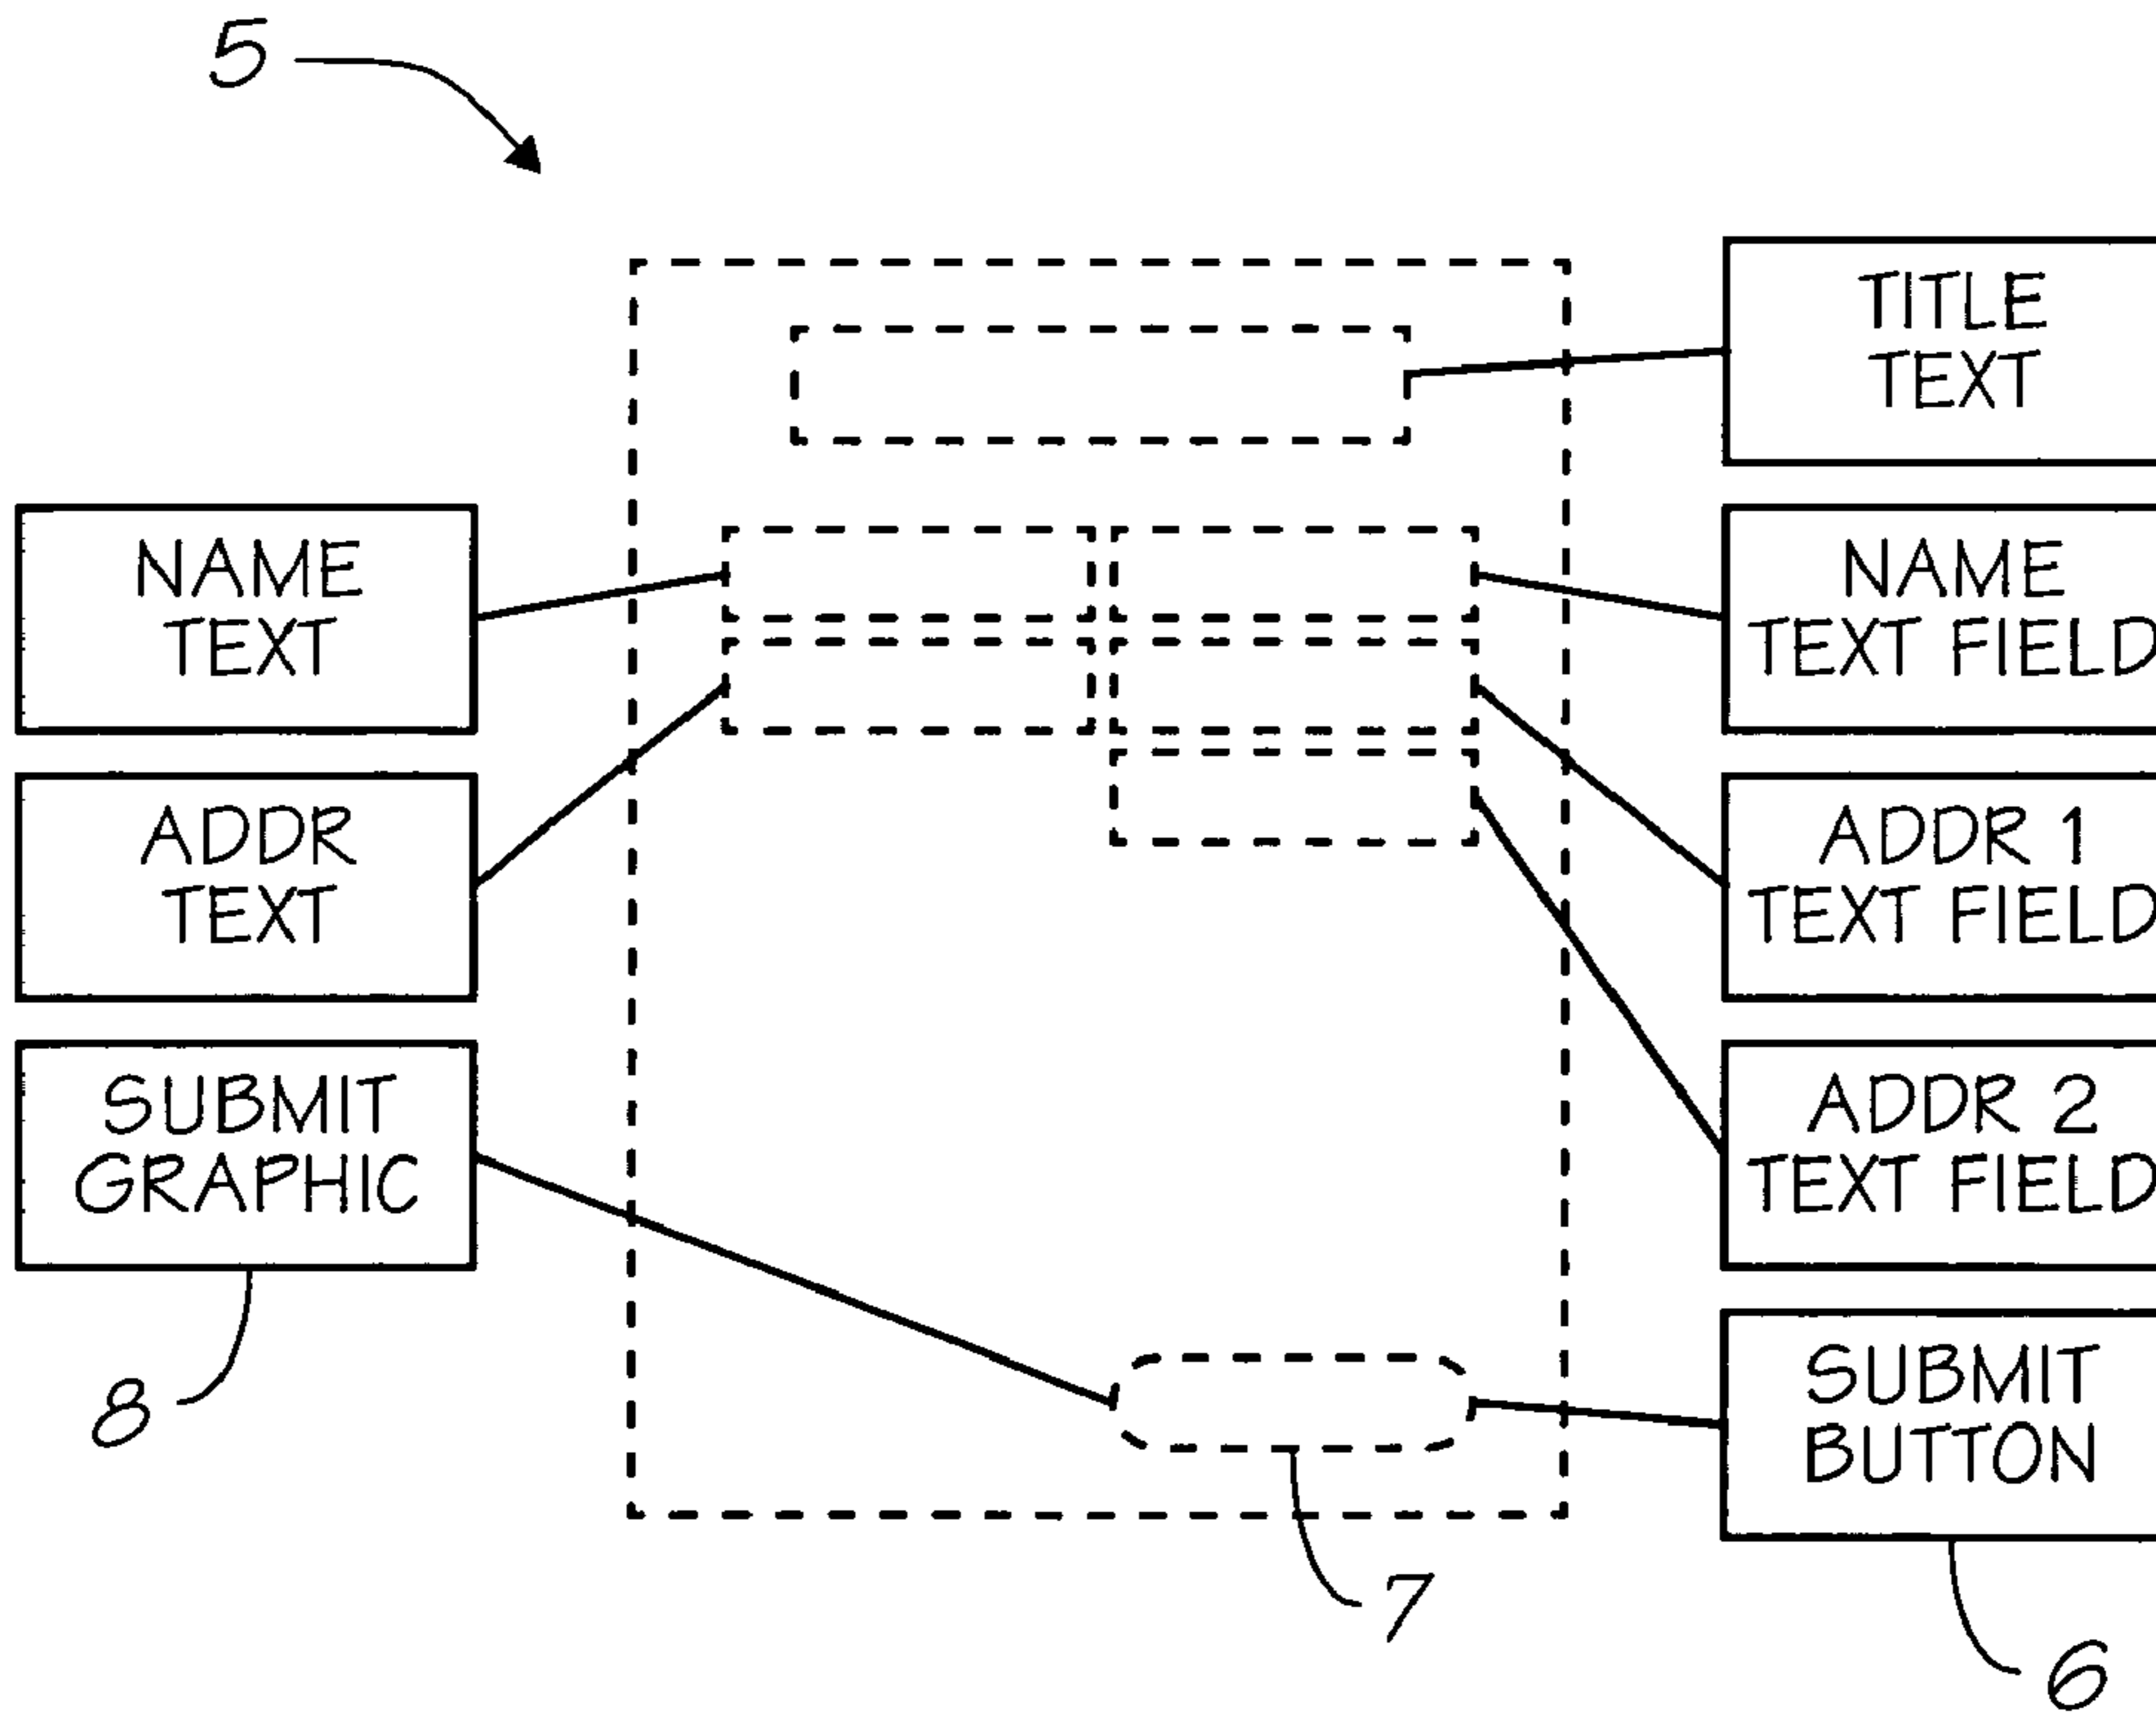 5
TITLE
TEXT
NAME
TEXT
NAME
TEXT FIELD
ADDR
TEXT
ADDR 1
TEXT FIELD
SUBMIT
GRAPHIC
ADDR 2
TEXT FIELD
8
SUBMIT
BUTTON
7
6